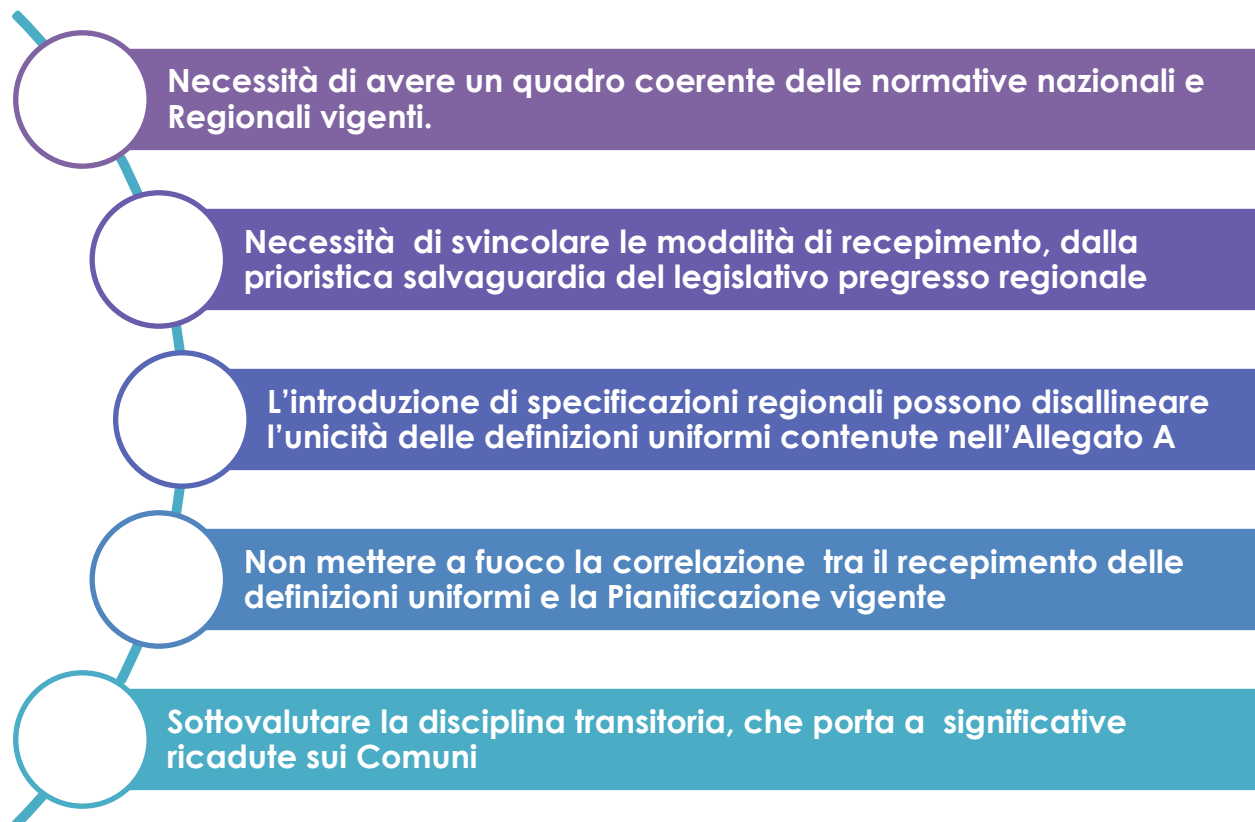 Necessità di avere un quadro coerente delle normative nazionali e
Regionali vigenti.
Necessità di svincolare le modalità di recepimento, dalla
prioristica salvaguardia del legislativo pregresso regionale
L’introduzione di specificazioni regionali possono disallineare
l’unicità delle definizioni uniformi contenute nell’Allegato A
Non mettere a fuoco la correlazione tra il recepimento delle
definizioni uniformi e la Pianificazione vigente
Sottovalutare la disciplina transitoria, che porta a significative
ricadute sui Comuni